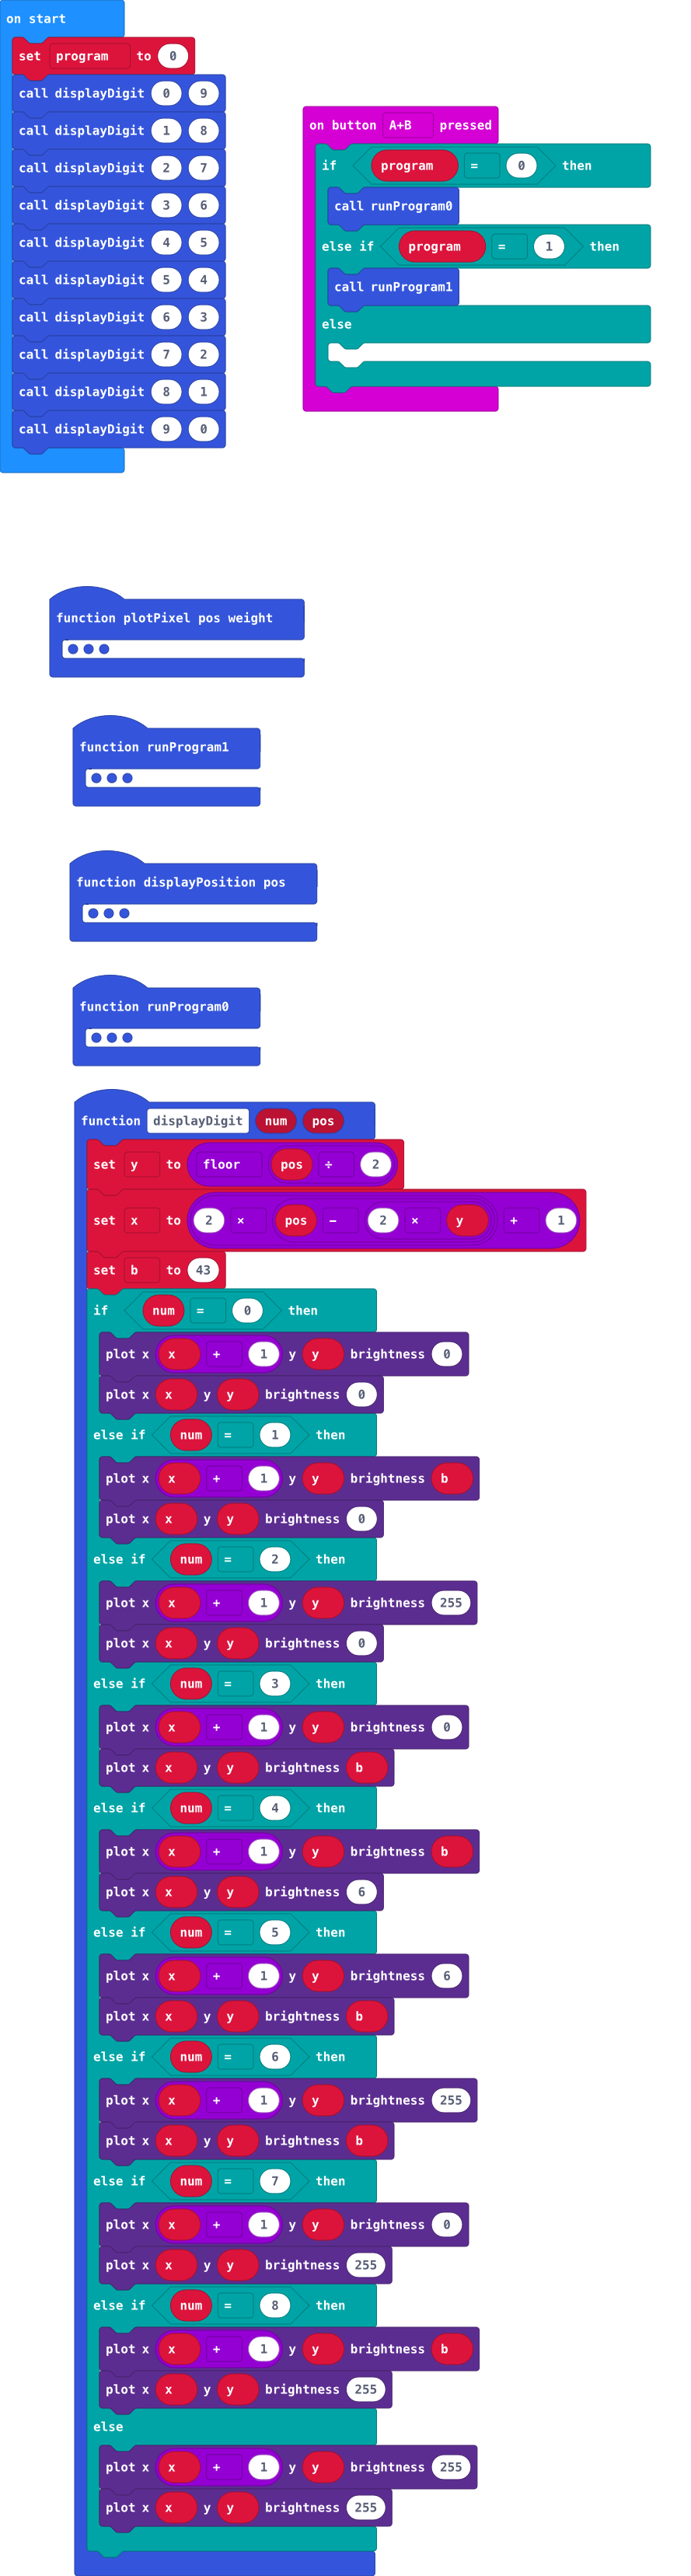 on start
set program to 0
call displayDigit 0 9
call displayDigit 1 8
call displayDigit 2 7
call displayDigit 3 6
call displayDigit 4 5
call displayDigit 5 4
call displayDigit 6 3
call displayDigit 7 2
call displayDigit 8 1
call displayDigit 9 0
on button A+B pressed
if program = 0 then
call runProgram0
else if program = 1 then
call runProgram1
else
function plotPixel pos weight
function runProgram1
function displayPosition pos
function runProgram0
function displayDigit num pos
set y to floor pos ÷ 2
set x to 2 × pos - 2 × y + 1
set b to 43
if num = 0 then
plot x x + 1 y y brightness 0
plot x x y y brightness 0
else if num = 1 then
plot x x + 1 y y brightness b
plot x x y y brightness 0
else if num = 2 then
plot x x + 1 y y brightness 255
plot x x y y brightness 0
else if num = 3 then
plot x x + 1 y y brightness 0
plot x x y y brightness b
else if num = 4 then
plot x x + 1 y y brightness b
plot x x y y brightness 6
else if num = 5 then
plot x x + 1 y y brightness 6
plot x x y y brightness b
else if num = 6 then
plot x x + 1 y y brightness 255
plot x x y y brightness b
else if num = 7 then
plot x x + 1 y y brightness 0
plot x x y y brightness 255
else if num = 8 then
plot x x + 1 y y brightness b
plot x x y y brightness 255
else
plot x x + 1 y y brightness 255
plot x x y y brightness 255